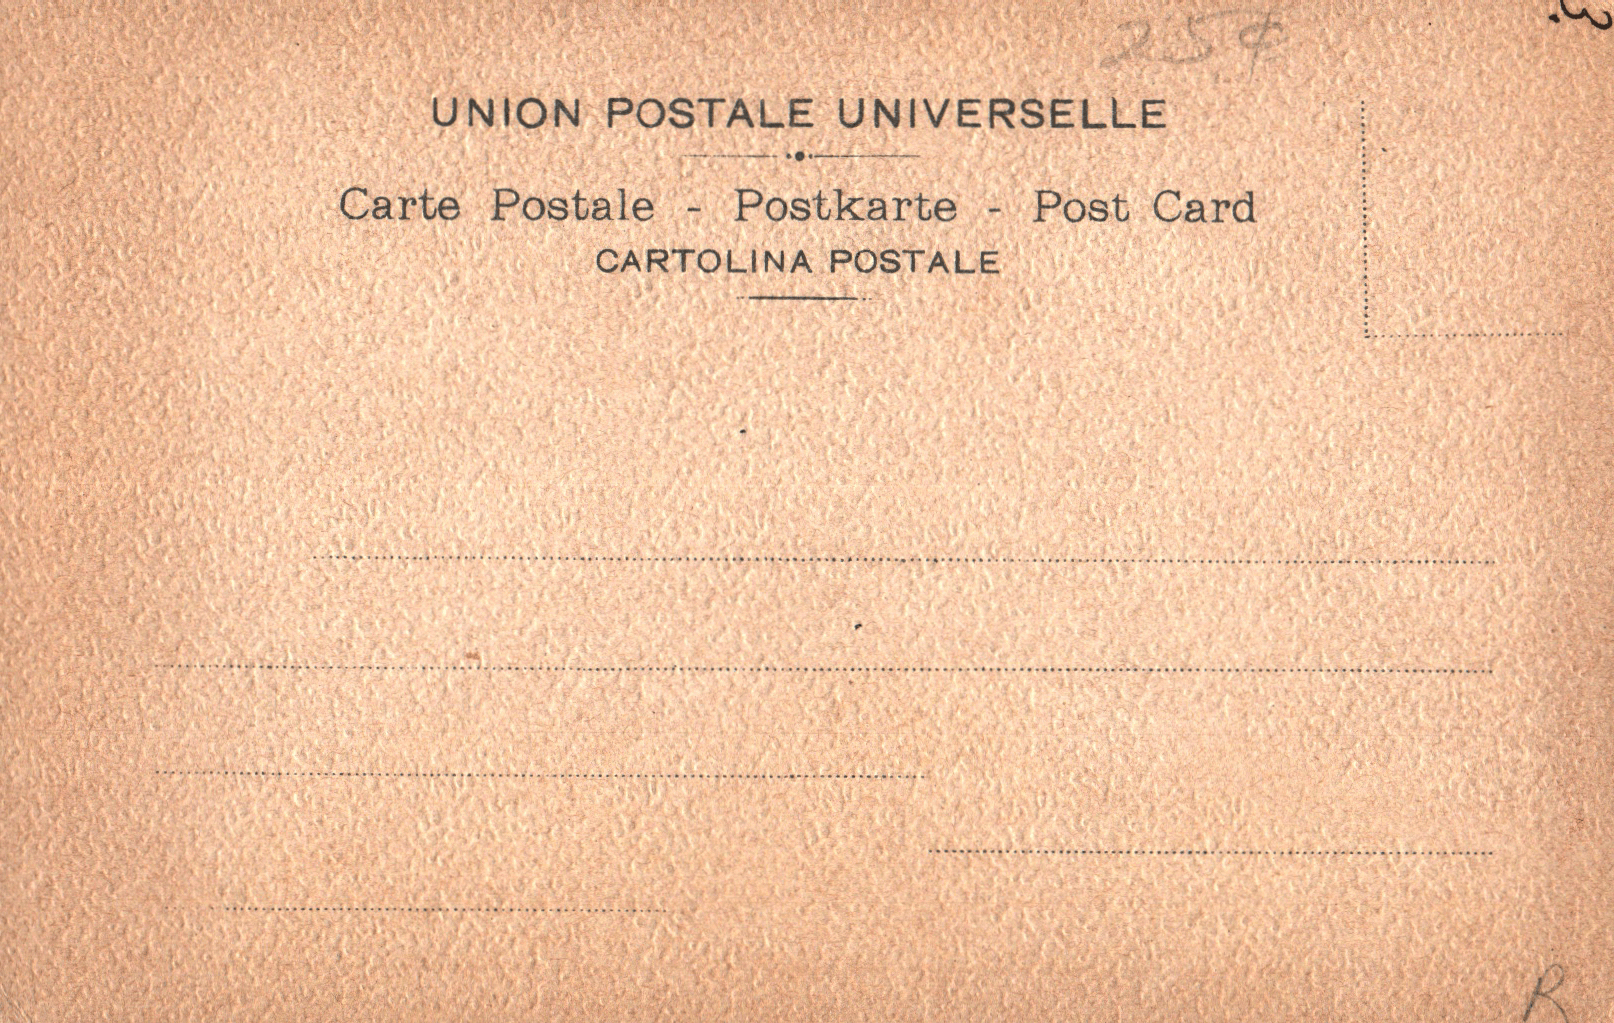 25¢
UNION POSTALE UNIVERSELLE
Carte Postale - Postkarte - Post Card
CARTOLINA POSTALE
R